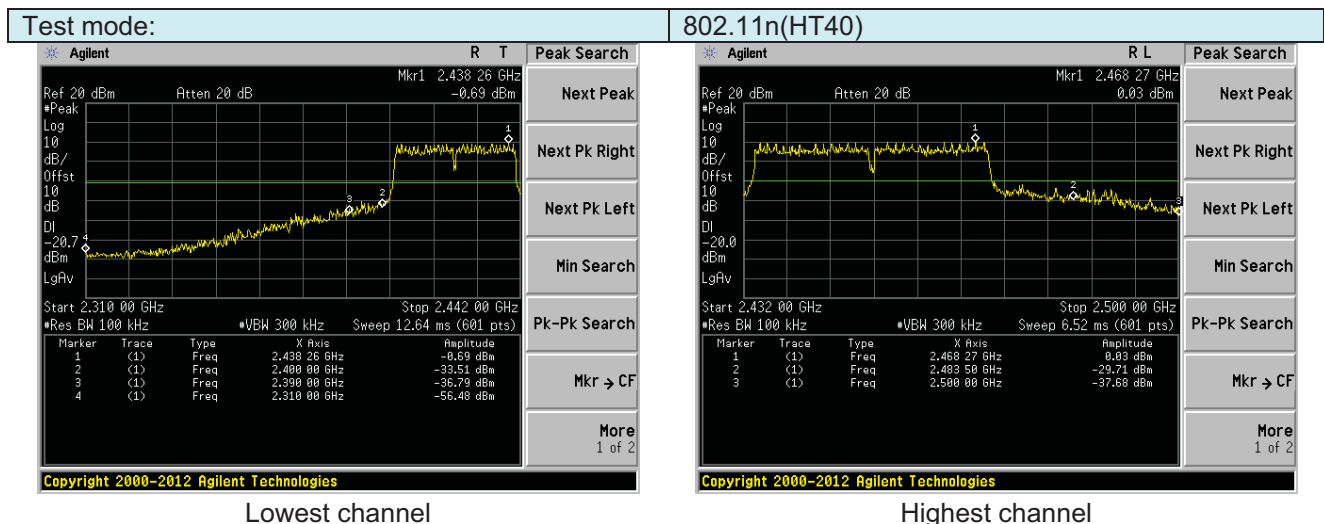 Test mode: 802.11n(HT40)
Agilent R T Peak Search
Mkr1 2.438 26 GHz
Ref 20 dBm Atten 20 dB -0.69 dBm
#Peak
Log
10
dB/
Offst
10
dB
DI
-20.7
dBm
LgAv
1
2
3
4
Start 2.310 00 GHz Stop 2.442 00 GHz
#Res BW 100 kHz #VBW 300 kHz Sweep 12.64 ms (601 pts)
Marker Trace Type X Axis Amplitude
1 (1) Freq 2.438 26 GHz -0.69 dBm
2 (1) Freq 2.400 00 GHz -33.51 dBm
3 (1) Freq 2.390 00 GHz -36.79 dBm
4 (1) Freq 2.310 00 GHz -56.48 dBm
Next Peak
Next Pk Right
Next Pk Left
Min Search
Pk-Pk Search
Mkr → CF
More
1 of 2
Copyright 2000-2012 Agilent Technologies
Lowest channel
Agilent R L Peak Search
Mkr1 2.468 27 GHz
Ref 20 dBm Atten 20 dB 0.03 dBm
#Peak
Log
10
dB/
Offst
10
dB
DI
-20.0
dBm
LgAv
1
2
3
Start 2.432 00 GHz Stop 2.500 00 GHz
#Res BW 100 kHz #VBW 300 kHz Sweep 6.52 ms (601 pts)
Marker Trace Type X Axis Amplitude
1 (1) Freq 2.468 27 GHz 0.03 dBm
2 (1) Freq 2.483 50 GHz -29.71 dBm
3 (1) Freq 2.500 00 GHz -37.68 dBm
Next Peak
Next Pk Right
Next Pk Left
Min Search
Pk-Pk Search
Mkr → CF
More
1 of 2
Copyright 2000-2012 Agilent Technologies
Highest channel